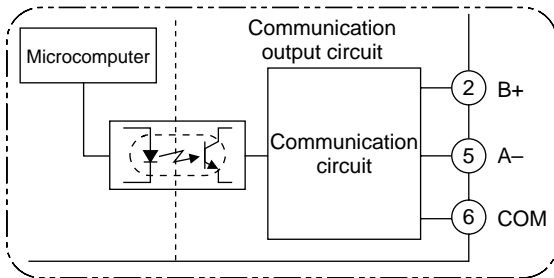 Communication
output circuit
Microcomputer
Communication
circuit
2 B+
5 A−
6 COM